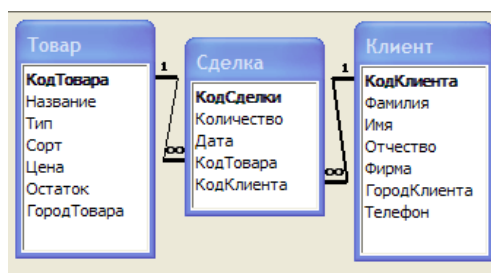 Товар
КодТовара
Название
Тип
Сорт
Цена
Остаток
ГородТовара
1
∞
Сделка
КодСделки
Количество
Дата
КодТовара
КодКлиента
1
∞
Клиент
КодКлиента
Фамилия
Имя
Отчество
Фирма
ГородКлиента
Телефон